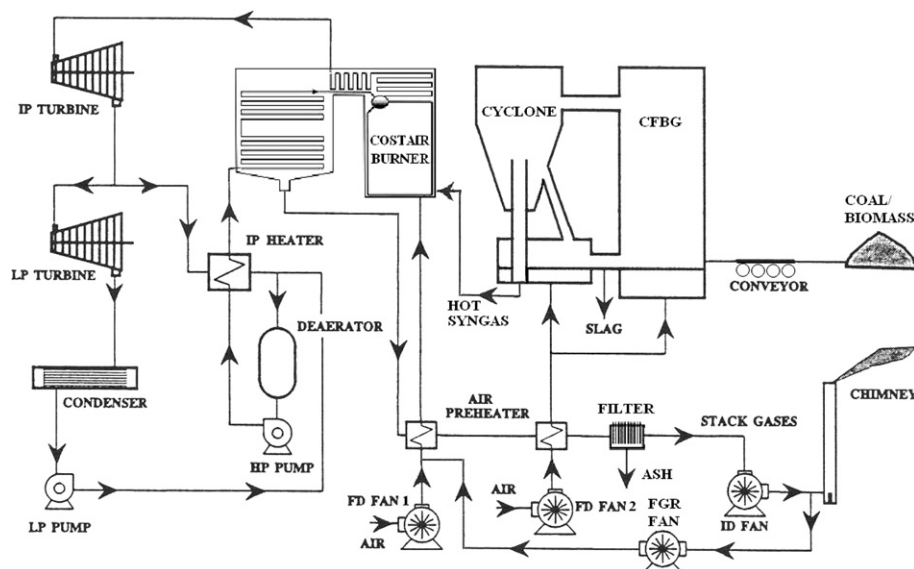 IP TURBINE
CYCLONE
CFBG
COSTAIR
BURNER
COAL/
BIOMASS
LP TURBINE
IP HEATER
CONVEYOR
HOT
SYNGAS
SLAG
DEAERATOR
CONDENSER
AIR
PREHEATER
FILTER
STACK GASES
CHIMNEY
HP PUMP
ASH
LP PUMP
FD FAN 1
AIR
AIR
FD FAN 2
FGR
FAN
ID FAN